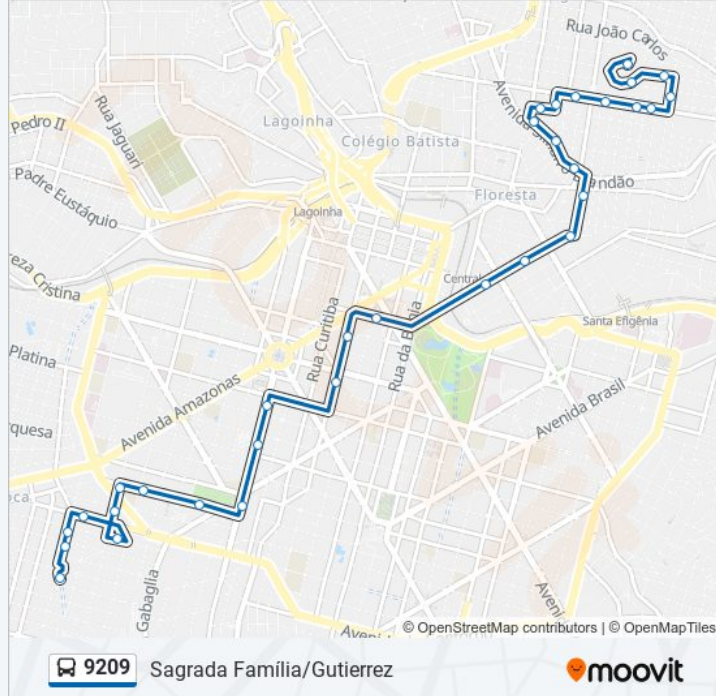 Rua João Carlos
Rua Jaguari
Pedro II
Lagoinha
Colégio Batista
Padre Eustáquio
Floresta
Lagoinha
Central
Rua Curitiba
Rua da Bahia
Santa Efigênia
Platina
Avenida Amazonas
Avenida Brasil
Gabaglia
© OpenStreetMap contributors | © OpenMapTiles
9209 Sagrada Família/Gutierrez
moovit